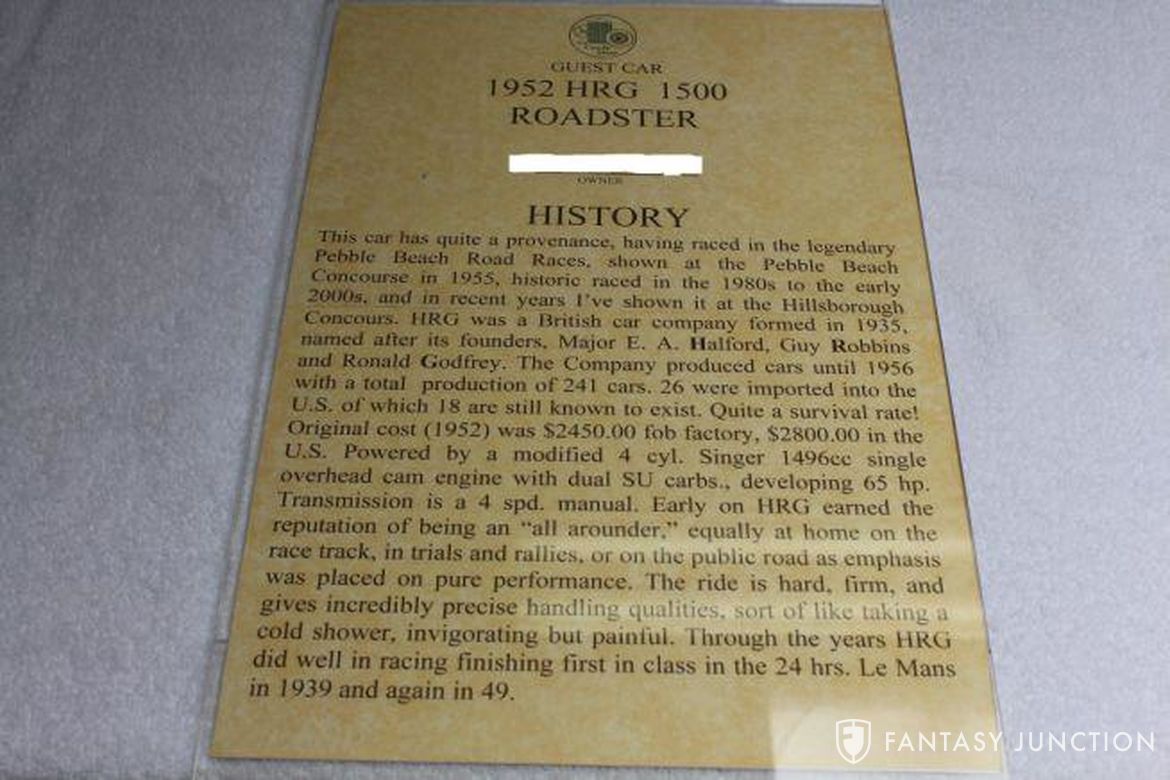 GUEST CAR
1952 HRG 1500
ROADSTER
OWNER
HISTORY
This car has quite a provenance, having raced in the legendary
Pebble Beach Road Races, shown at the Pebble Beach
Concourse in 1955, historic raced in the 1980s to the early
2000s, and in recent years I've shown it at the Hillsborough
Concours. HRG was a British car company formed in 1935,
named after its founders, Major E. A. Halford, Guy Robbins
and Ronald Godfrey. The Company produced cars until 1956
with a total production of 241 cars. 26 were imported into the
U.S. of which 18 are still known to exist. Quite a survival rate!
Original cost (1952) was $2450.00 fob factory, $2800.00 in the
U.S. Powered by a modified 4 cyl. Singer 1496cc single
overhead cam engine with dual SU carbs., developing 65 hp.
Transmission is a 4 spd. manual. Early on HRG earned the
reputation of being an “all arounder,” equally at home on the
race track, in trials and rallies, or on the public road as emphasis
was placed on pure performance. The ride is hard, firm, and
gives incredibly precise handling qualities, sort of like taking a
cold shower, invigorating but painful. Through the years HRG
did well in racing finishing first in class in the 24 hrs. Le Mans
in 1939 and again in 49.
FANTASY JUNCTION